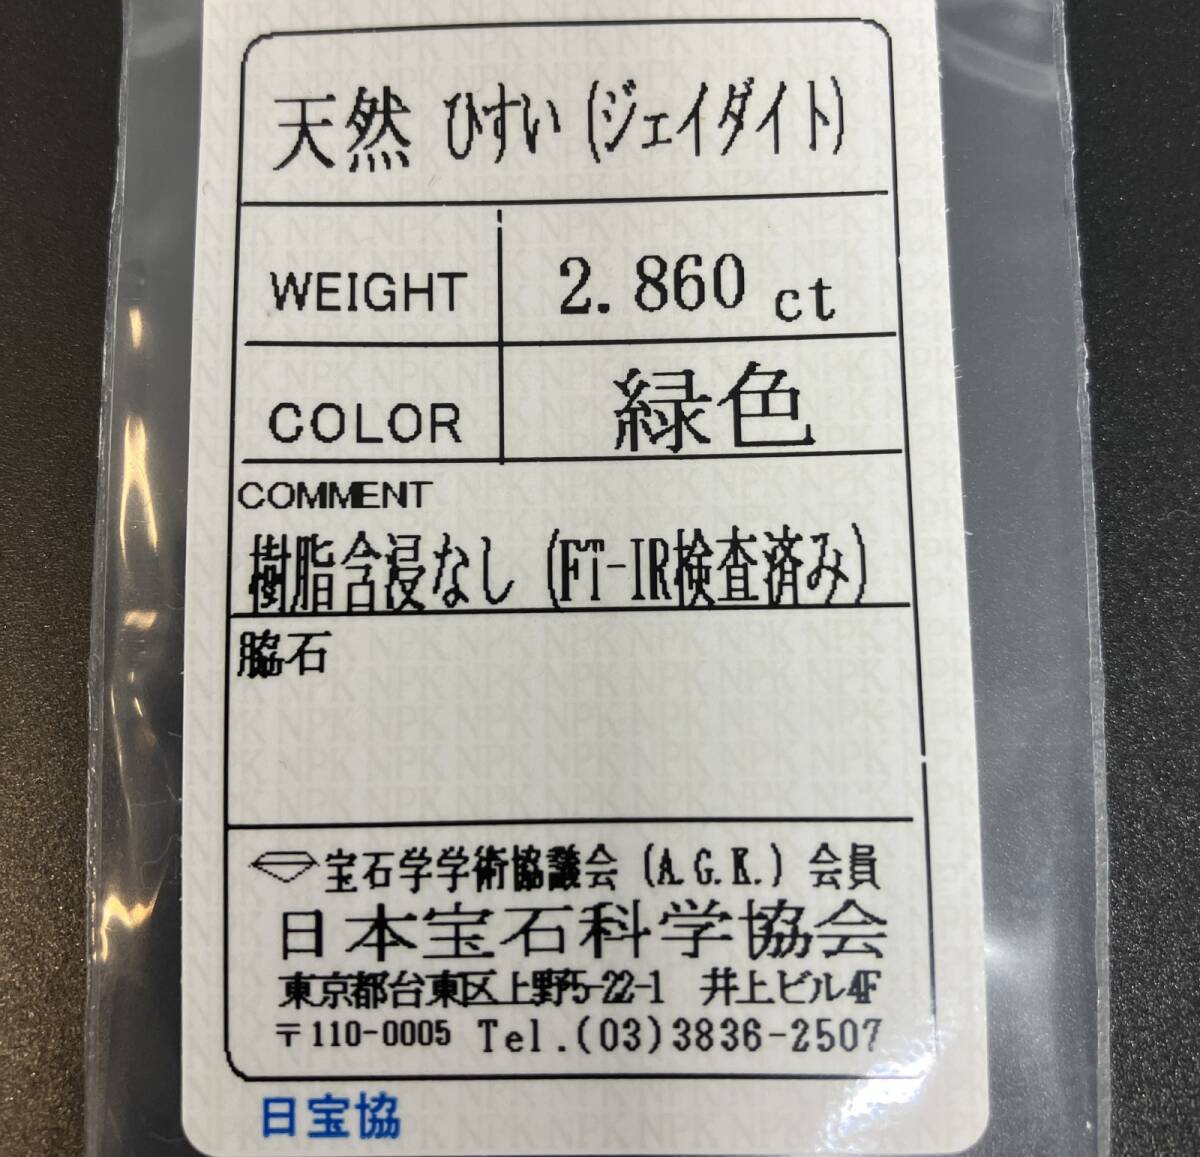 天然 ひすい (ジェイダイト)
WEIGHT 2.860 ct
COLOR 緑色
COMMENT
樹脂含浸なし (FT-IR検査済み)
脇石
宝石学学術協議会 (A.G.K.) 会員
日本宝石科学協会
東京都台東区上野5-22-1 井上ビル4F
〒110-0005 Tel.(03)3836-2507
日宝協